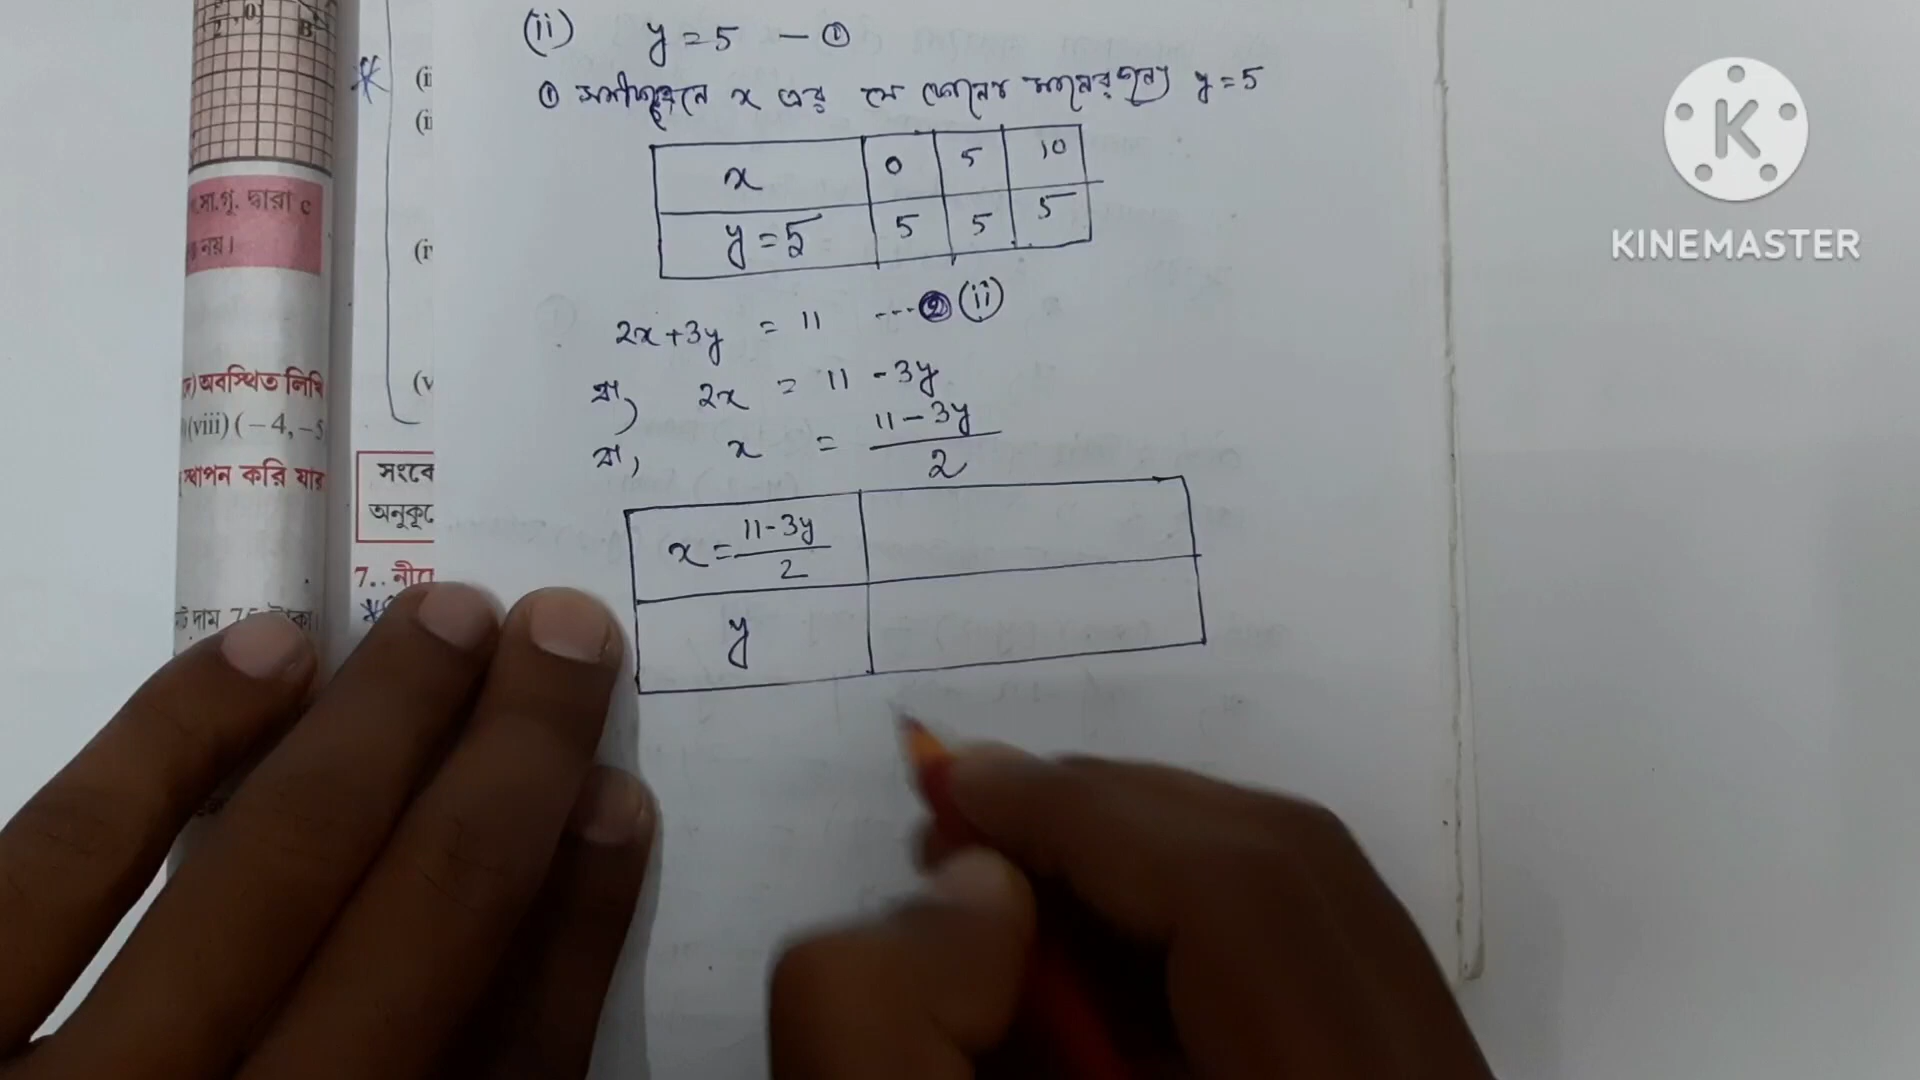 (ii) y = 5 — ①
① সমীকরনে x এর যে কোনো মানের জন্য y = 5
x 0 5 10
y = 5 5 5 5
2x + 3y = 11 --- (ii)
বা, 2x = 11 - 3y
বা, x = 11 - 3y / 2
x = 11 - 3y / 2
y
K
KINEMASTER
.সা.গু. দ্বারা c
নয়।
অবস্থিত লিখি
(viii) (-4, -5
স্থাপন করি যার
দাম 75 টাকা।
(i
(i
(v
সংকে
অনুকূ
7.. নীচে